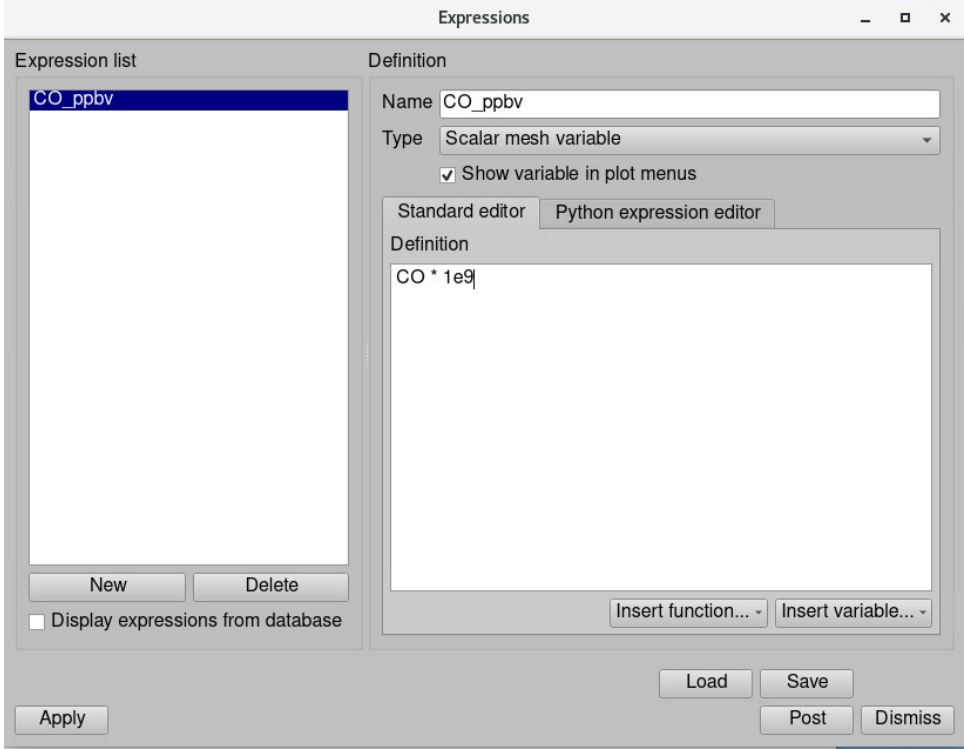 Expressions
Expression list
CO_ppbv
New
Delete
Display expressions from database
Definition
Name CO_ppbv
Type Scalar mesh variable
Show variable in plot menus
Standard editor
Python expression editor
Definition
CO * 1e9
Insert function...
Insert variable...
Load
Save
Apply
Post
Dismiss